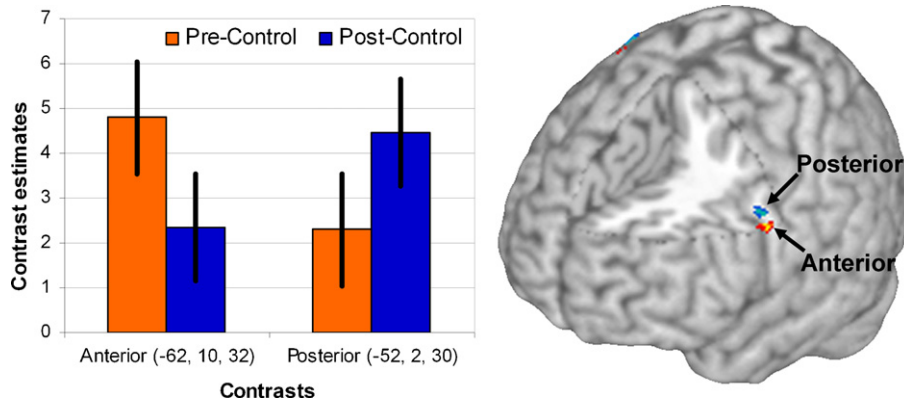 7
Pre-Control Post-Control
6
5
4
3
2
1
0
Contrast estimates
Anterior (-62, 10, 32) Posterior (-52, 2, 30)
Contrasts
Posterior
Anterior